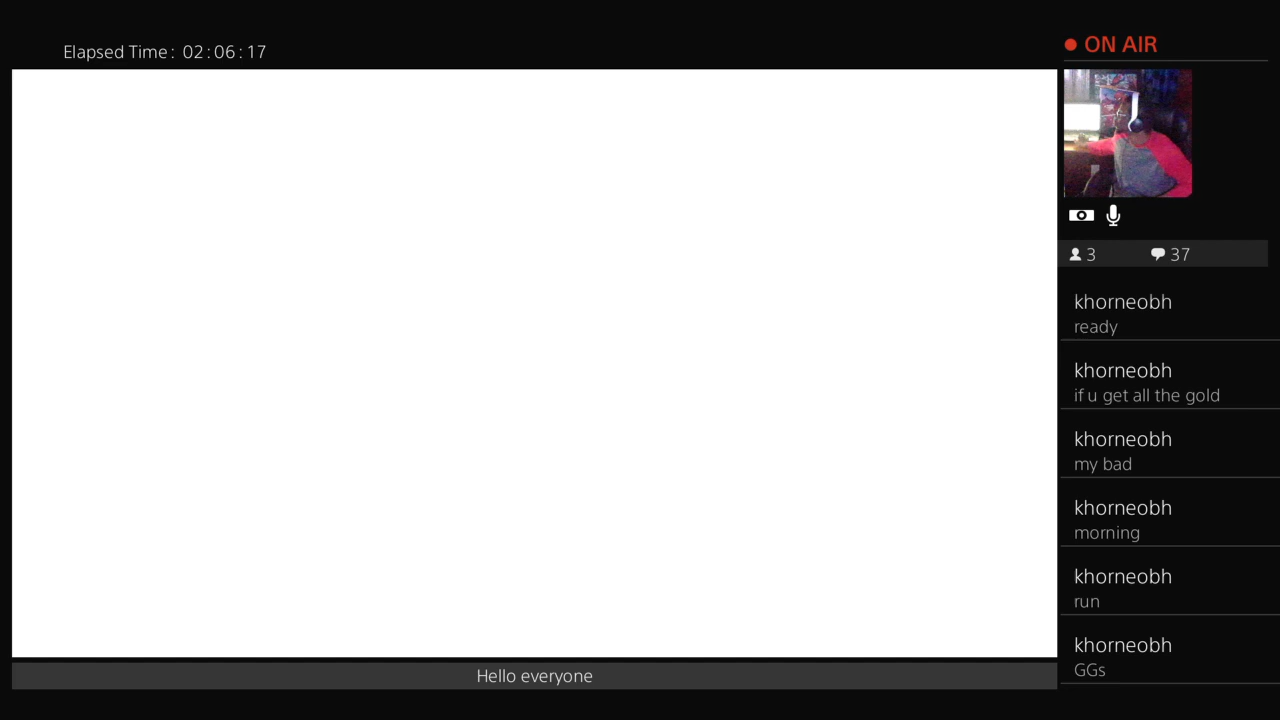 Elapsed Time: 02:06:17
ON AIR
3 37
khorneobh
ready
khorneobh
if u get all the gold
khorneobh
my bad
khorneobh
morning
khorneobh
run
khorneobh
GGs
Hello everyone